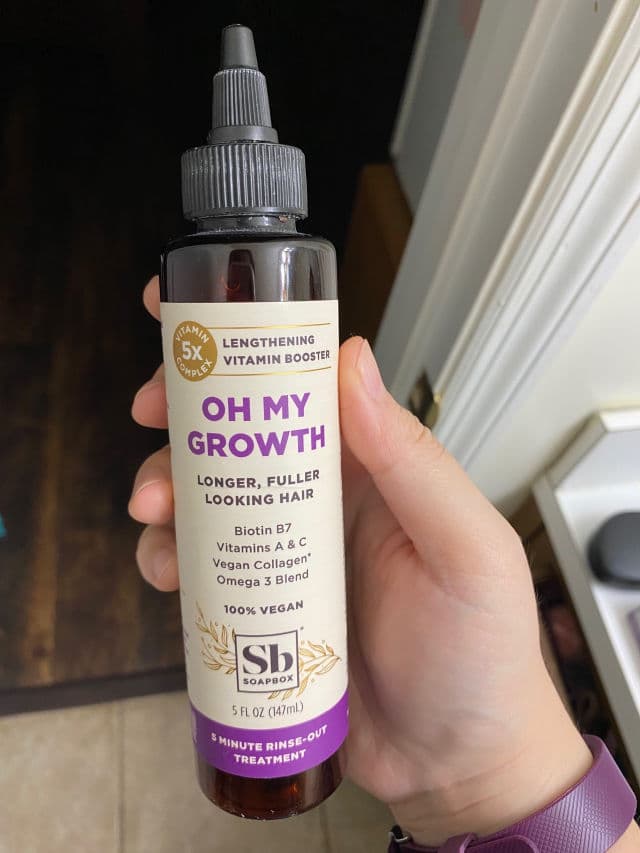 VITAMIN
5x
COMPLEX
LENGTHENING
VITAMIN BOOSTER
OH MY
GROWTH
LONGER, FULLER
LOOKING HAIR
Biotin B7
Vitamins A & C
Vegan Collagen*
Omega 3 Blend
100% VEGAN
Sb
SOAPBOX
5 FL OZ (147mL)
5 MINUTE RINSE-OUT
TREATMENT